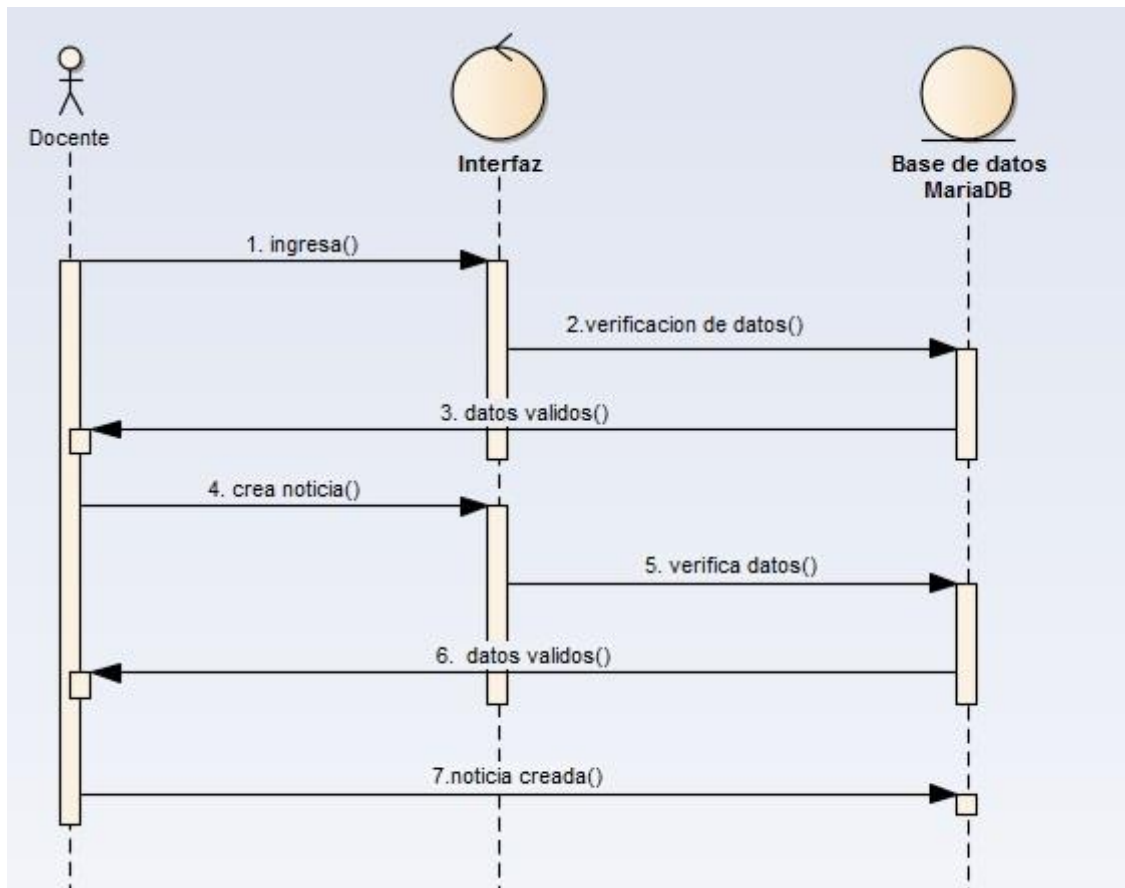 Docente
Interfaz
Base de datos
MariaDB
1. ingresa()
2.verificacion de datos()
3. datos validos()
4. crea noticia()
5. verifica datos()
6. datos validos()
7.noticia creada()